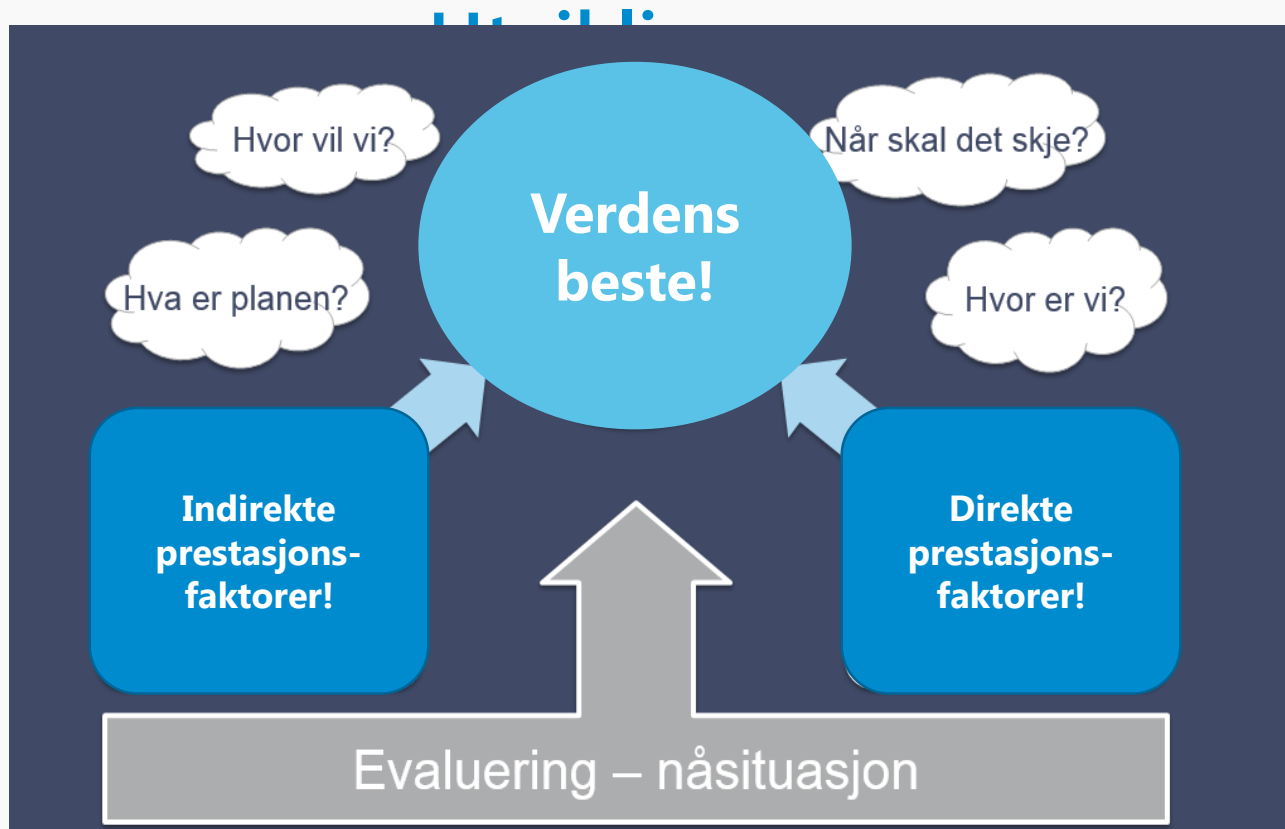 Hvor vil vi?
Når skal det skje?
Verdens
beste!
Hva er planen?
Hvor er vi?
Indirekte
prestasjons-
faktorer!
Direkte
prestasjons-
faktorer!
Evaluering – nåsituasjon